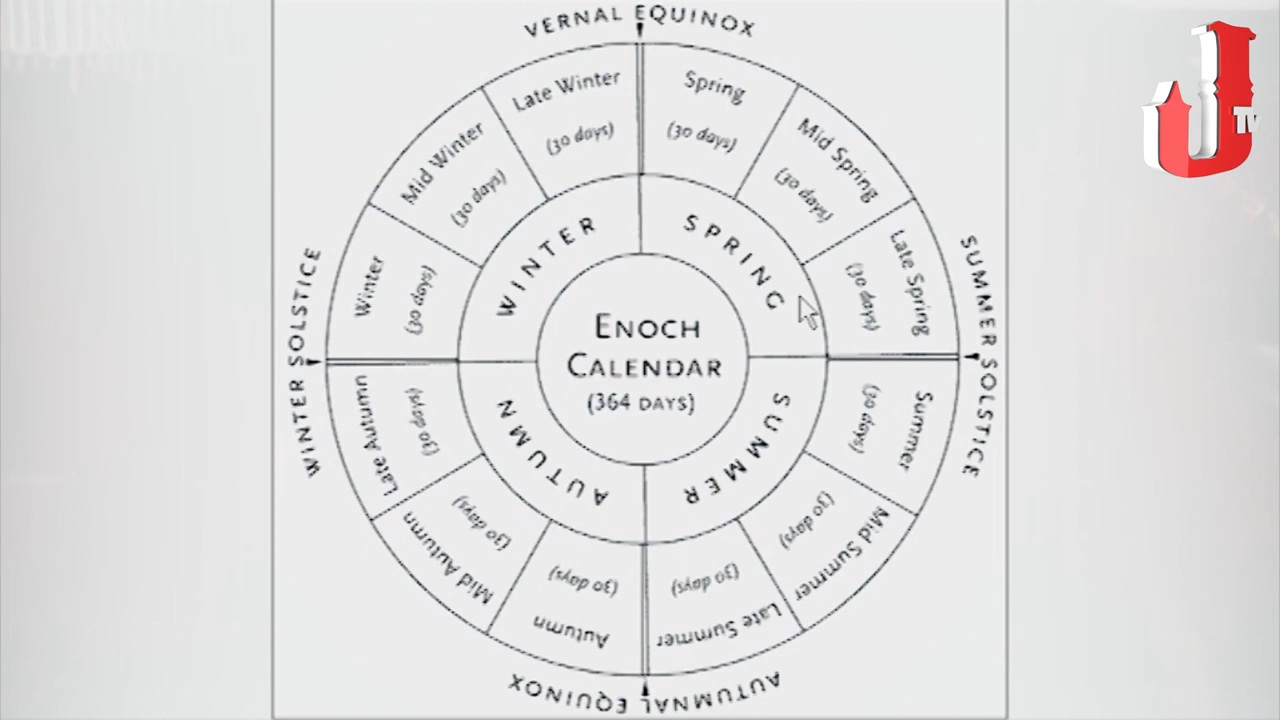 VERNAL EQUINOX
Late Winter
(30 days)
Spring
(30 days)
Mid Winter
(30 days)
Mid Spring
(30 days)
Winter
(30 days)
Late Spring
(30 days)
WINTER
SPRING
WINTER SOLSTICE
SUMMER SOLSTICE
ENOCH
CALENDAR
(364 DAYS)
Late Autumn
(30 days)
Summer
(30 days)
AUTUMN
SUMMER
Mid Autumn
(30 days)
Mid Summer
(30 days)
Autumn
(30 days)
Late Summer
(30 days)
AUTUMNAL EQUINOX
J
TV